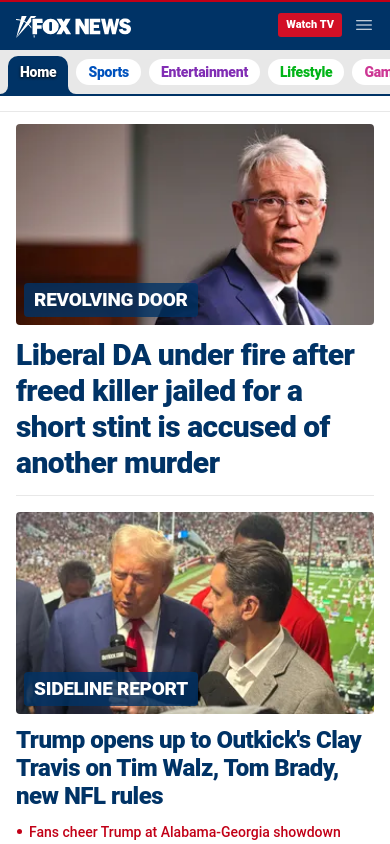 FOX NEWS
Watch TV
Home
Sports
Entertainment
Lifestyle
Gam
REVOLVING DOOR
Liberal DA under fire after
freed killer jailed for a
short stint is accused of
another murder
SIDELINE REPORT
Trump opens up to Outkick's Clay
Travis on Tim Walz, Tom Brady,
new NFL rules
• Fans cheer Trump at Alabama-Georgia showdown